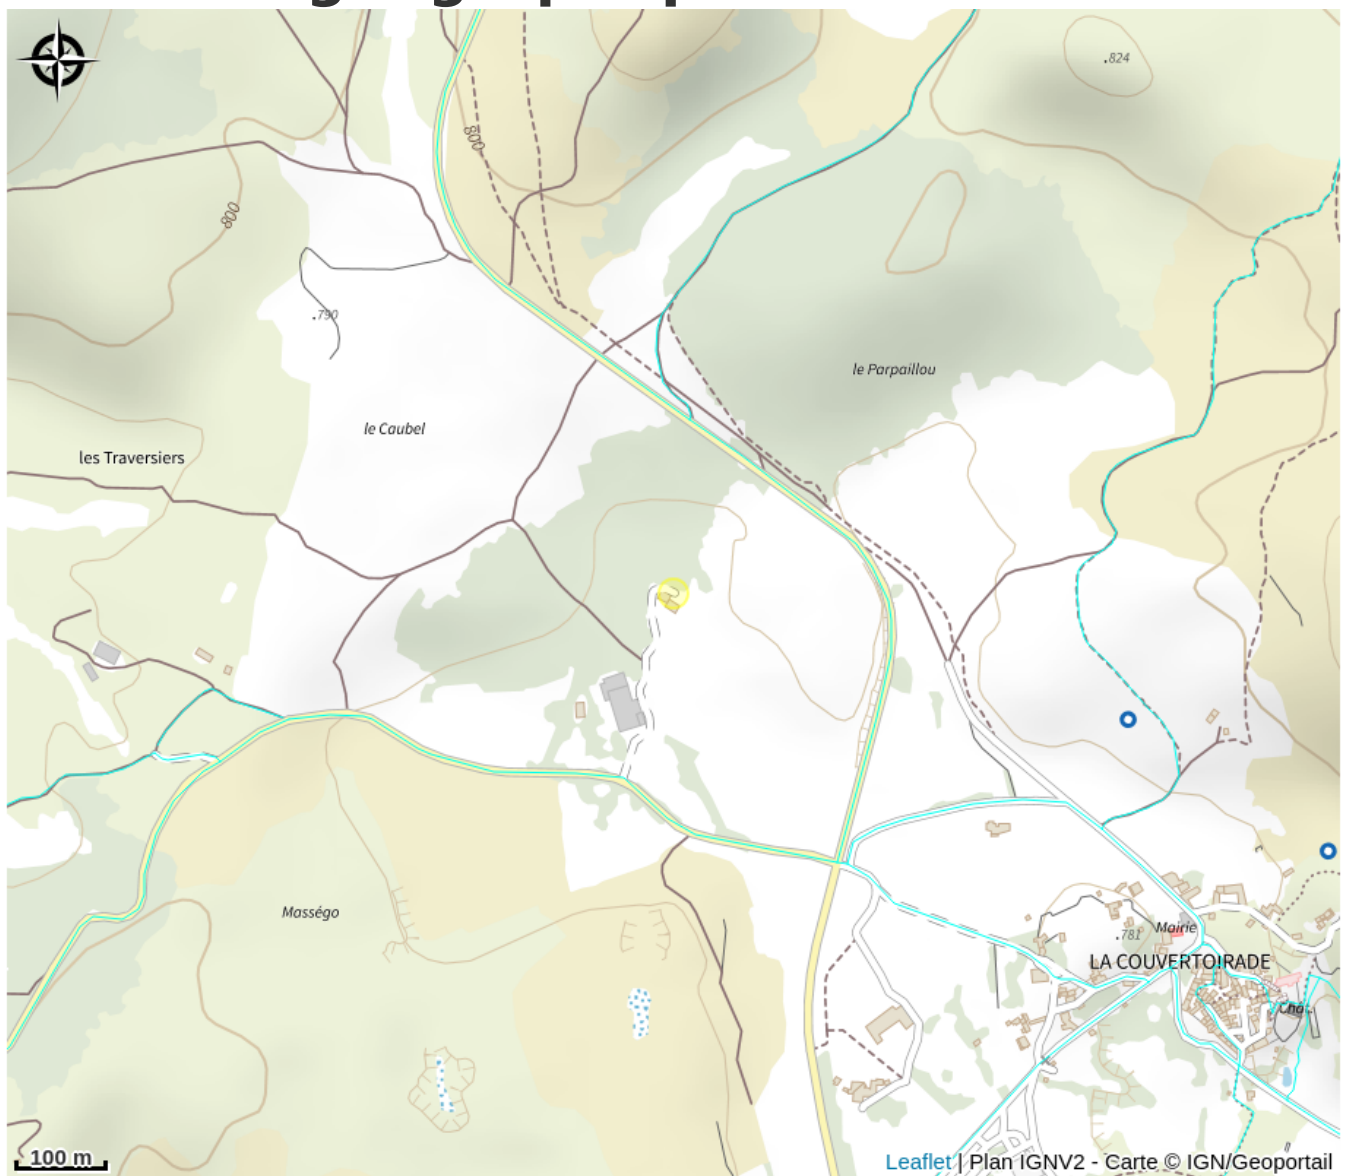 824
800
800
790
le Parpaillou
le Caubel
les Traversiers
Masségo
Mairie
781
LA COUVERTOIRADE
Chât.
100 m
Leaflet | Plan IGNV2 - Carte © IGN/Geoportail